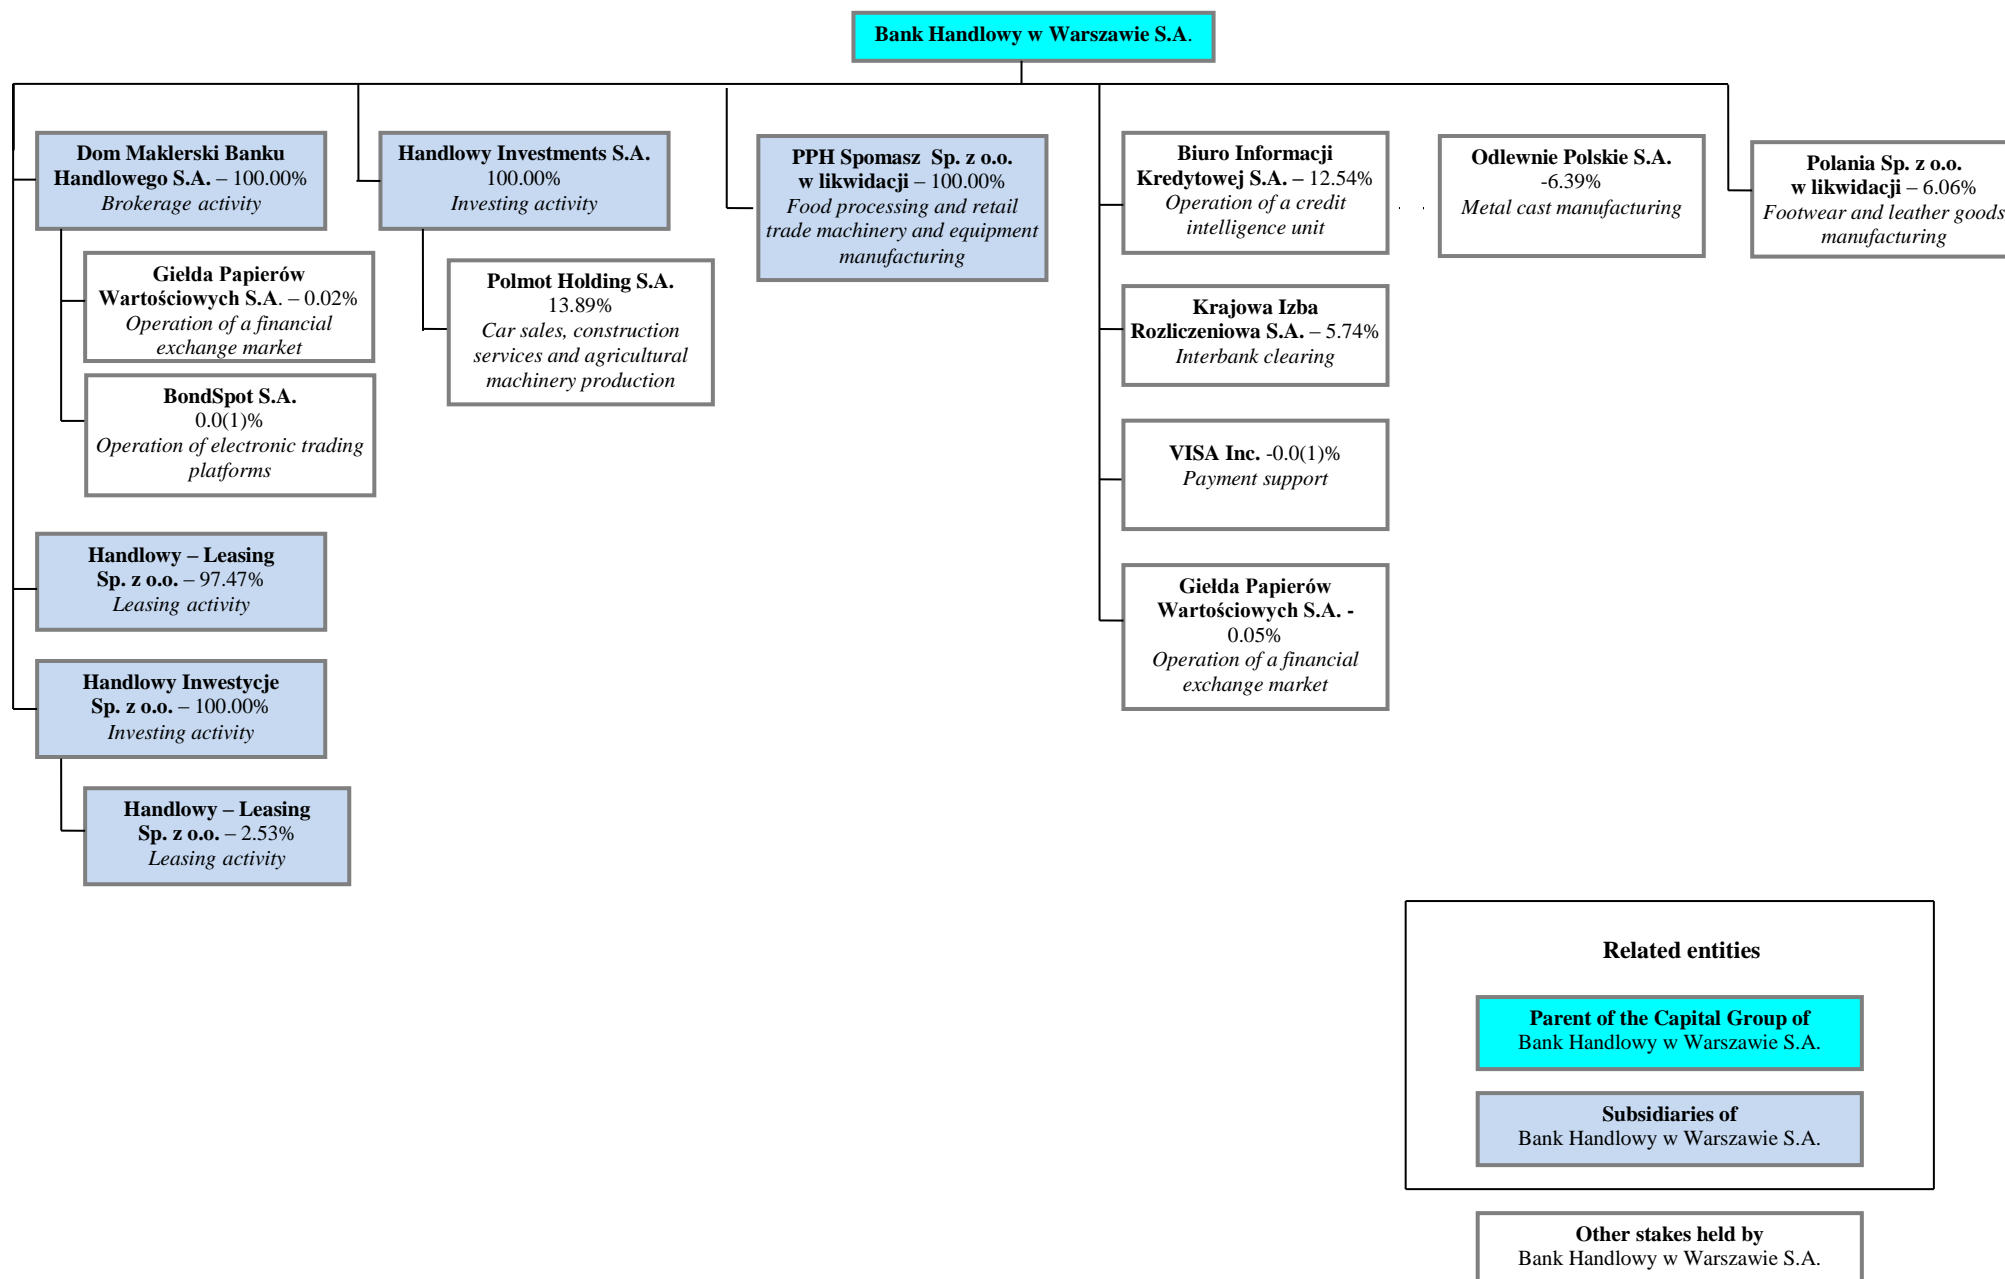 Bank Handlowy w Warszawie S.A.
Dom Maklerski Banku
Handlowego S.A. – 100.00%
Brokerage activity
Giełda Papierów
Wartościowych S.A. – 0.02%
Operation of a financial
exchange market
BondSpot S.A.
0.0(1)%
Operation of electronic trading
platforms
Handlowy – Leasing
Sp. z o.o. – 97.47%
Leasing activity
Handlowy Inwestycje
Sp. z o.o. – 100.00%
Investing activity
Handlowy – Leasing
Sp. z o.o. – 2.53%
Leasing activity
Handlowy Investments S.A.
100.00%
Investing activity
Polmot Holding S.A.
13.89%
Car sales, construction
services and agricultural
machinery production
PPH Spomasz Sp. z o.o.
w likwidacji – 100.00%
Food processing and retail
trade machinery and equipment
manufacturing
Biuro Informacji
Kredytowej S.A. – 12.54%
Operation of a credit
intelligence unit
Krajowa Izba
Rozliczeniowa S.A. – 5.74%
Interbank clearing
VISA Inc. -0.0(1)%
Payment support
Giełda Papierów
Wartościowych S.A. -
0.05%
Operation of a financial
exchange market
Odlewnie Polskie S.A.
-6.39%
Metal cast manufacturing
Polania Sp. z o.o.
w likwidacji – 6.06%
Footwear and leather goods
manufacturing
Related entities
Parent of the Capital Group of
Bank Handlowy w Warszawie S.A.
Subsidiaries of
Bank Handlowy w Warszawie S.A.
Other stakes held by
Bank Handlowy w Warszawie S.A.